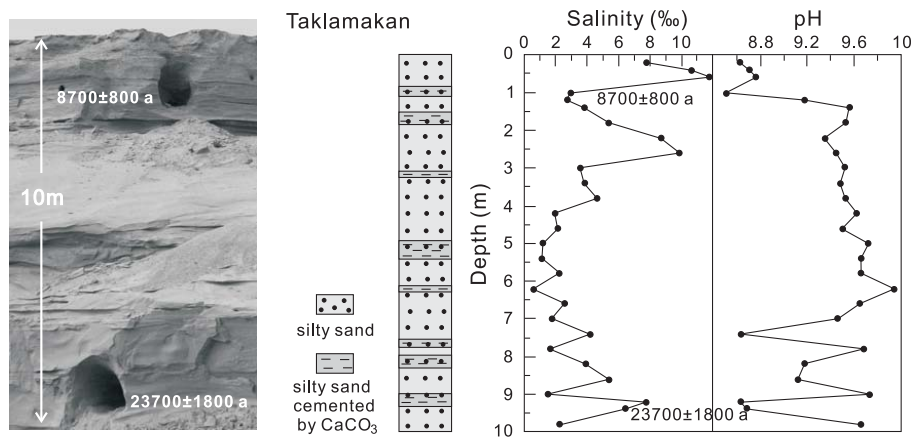 Taklamakan
8700±800 a
10m
23700±1800 a
silty sand
silty sand
cemented
by CaCO3
Salinity (‰)
0 2 4 6 8 10
pH
8.8 9.2 9.6 10
Depth (m)
0
1
2
3
4
5
6
7
8
9
10
8700±800 a
23700±1800 a